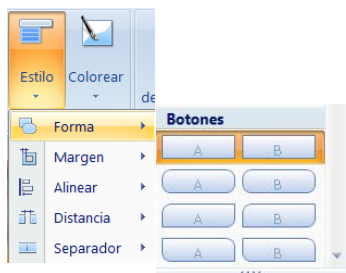 Estilo Colorear
de
Forma
Margen
Alinear
Distancia
Separador
Botones
A B
A B
A B
A B